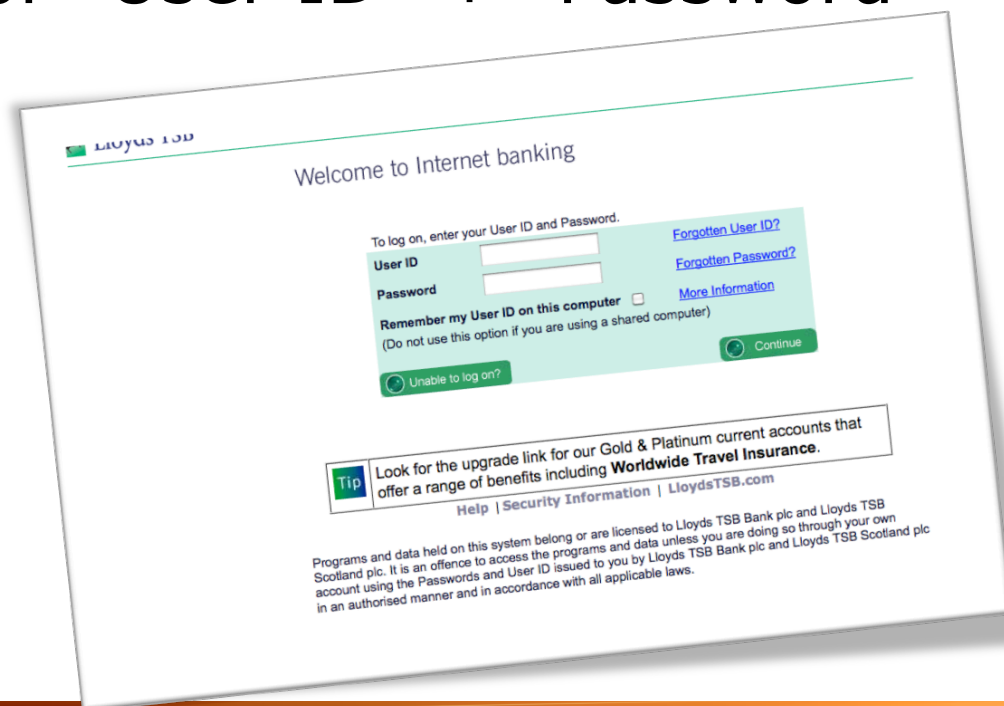 User ID + Password
Lloyds TSB
Welcome to Internet banking
To log on, enter your User ID and Password.
User ID
Forgotten User ID?
Password
Forgotten Password?
Remember my User ID on this computer
More Information
(Do not use this option if you are using a shared computer)
Unable to log on?
Continue
Tip
Look for the upgrade link for our Gold & Platinum current accounts that
offer a range of benefits including Worldwide Travel Insurance.
Help | Security Information | LloydsTSB.com
Programs and data held on this system belong or are licensed to Lloyds TSB Bank plc and Lloyds TSB
Scotland plc. It is an offence to access the programs and data unless you are doing so through your own
account using the Passwords and User ID issued to you by Lloyds TSB Bank plc and Lloyds TSB Scotland plc
in an authorised manner and in accordance with all applicable laws.